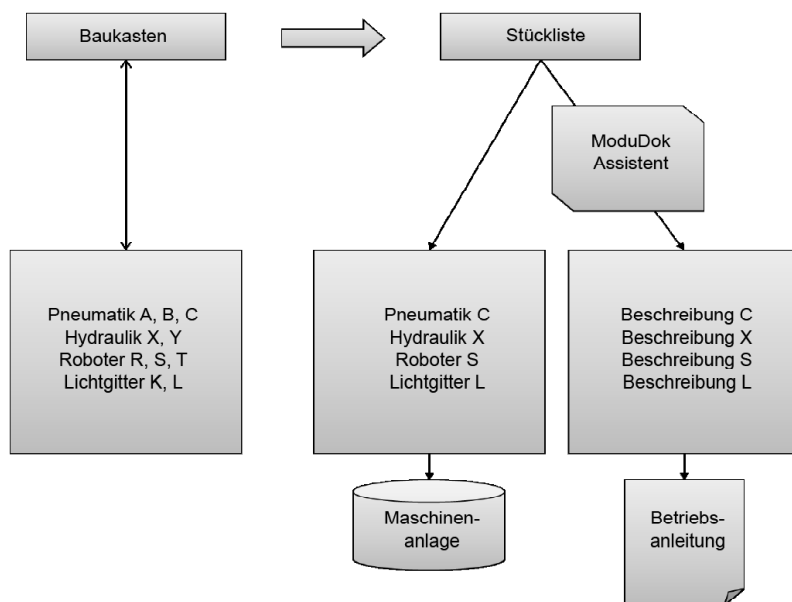 Baukasten
Stückliste
ModuDok
Assistent
Pneumatik A, B, C
Hydraulik X, Y
Roboter R, S, T
Lichtgitter K, L
Pneumatik C
Hydraulik X
Roboter S
Lichtgitter L
Beschreibung C
Beschreibung X
Beschreibung S
Beschreibung L
Maschinen-
anlage
Betriebs-
anleitung